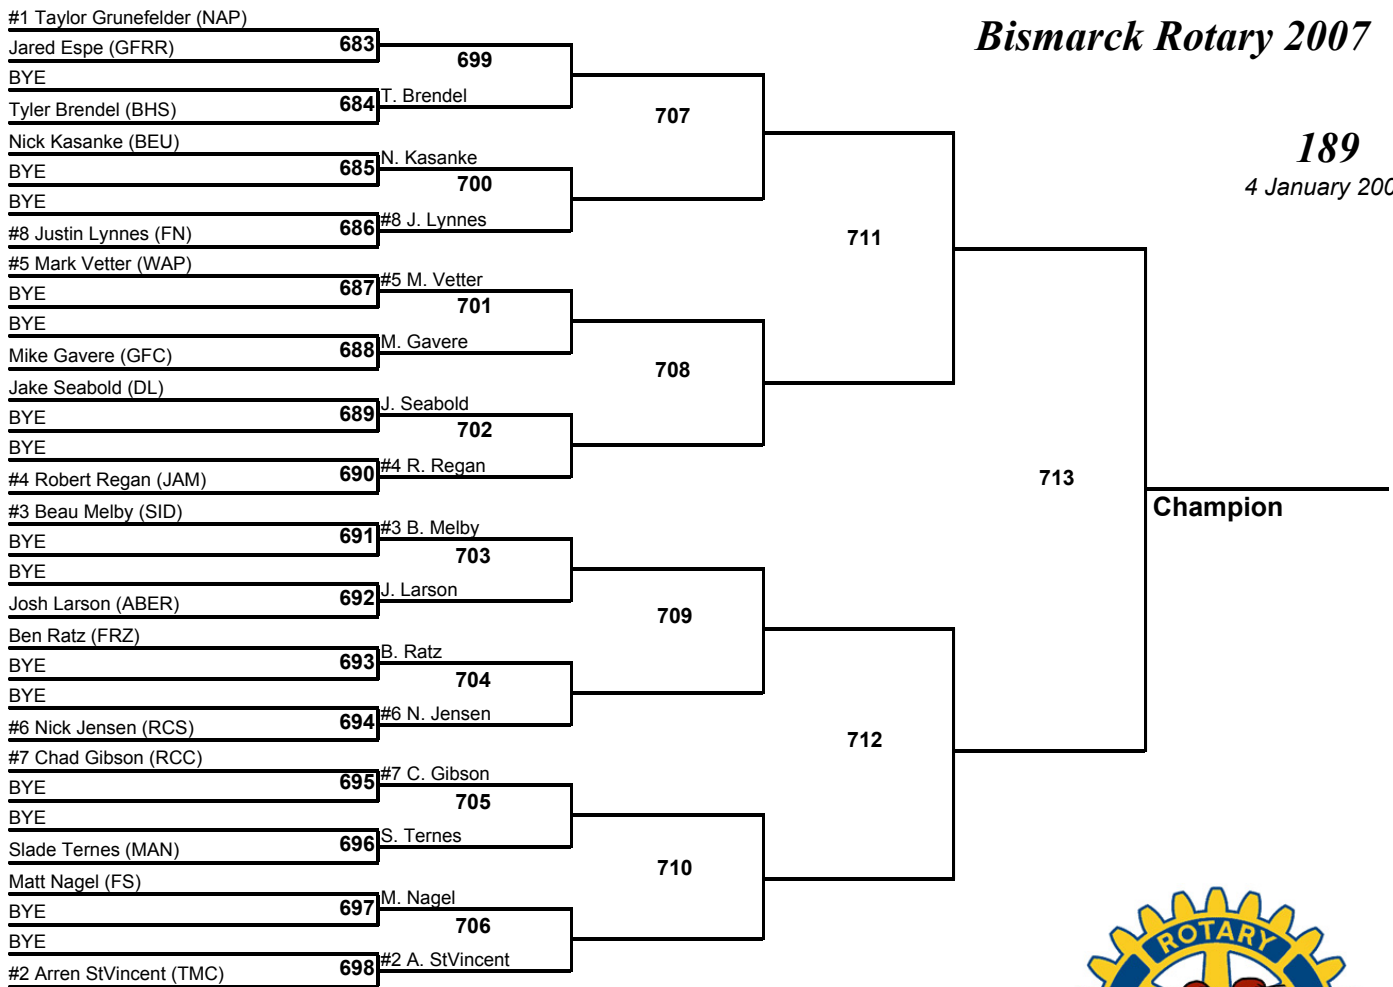 #1 Taylor Grunefelder (NAP)
Jared Espe (GFRR)
683
BYE
Tyler Brendel (BHS)
684
Nick Kasanke (BEU)
BYE
685
BYE
#8 Justin Lynnes (FN)
686
#5 Mark Vetter (WAP)
BYE
687
BYE
Mike Gavere (GFC)
688
Jake Seabold (DL)
BYE
689
BYE
#4 Robert Regan (JAM)
690
#3 Beau Melby (SID)
BYE
691
BYE
Josh Larson (ABER)
692
Ben Ratz (FRZ)
BYE
693
BYE
#6 Nick Jensen (RCS)
694
#7 Chad Gibson (RCC)
BYE
695
BYE
Slade Ternes (MAN)
696
Matt Nagel (FS)
BYE
697
BYE
#2 Arren StVincent (TMC)
698
699
T. Brendel
N. Kasanke
700
#8 J. Lynnes
#5 M. Vetter
701
M. Gavere
J. Seabold
702
#4 R. Regan
#3 B. Melby
703
J. Larson
B. Ratz
704
#6 N. Jensen
#7 C. Gibson
705
S. Ternes
M. Nagel
706
#2 A. StVincent
707
708
709
710
711
712
713
Champion
Bismarck Rotary 2007
189
4 January 200
ROTARY